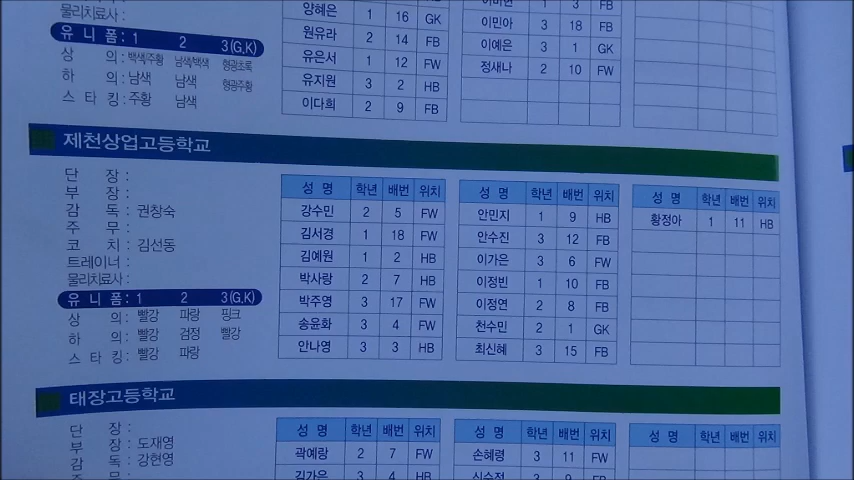 물리치료사 :
유 니 폼 : 1 2 3(G.K)
상 의 : 백색/주황 남색/백색 형광초록
하 의 : 남색 남색 형광주황
스 타 킹 : 주황 남색
양혜은 1 16 GK
원유라 2 14 FB
유은서 1 12 FW
유지원 3 2 HB
이다희 2 9 FB
1 3 FB
이민아 3 18 FB
이예은 3 1 GK
정새나 2 10 FW
제천상업고등학교
단 장 :
부 장 :
감 독 : 권창숙
주 무 :
코 치 : 김선동
트레이너 :
물리치료사 :
유 니 폼 : 1 2 3(G.K)
상 의 : 빨강 파랑 핑크
하 의 : 빨강 검정 빨강
스 타 킹 : 빨강 파랑
성 명 학년 배번 위치
강수민 2 5 FW
김서경 1 18 FW
김예원 1 2 HB
박사랑 2 7 HB
박주영 3 17 FW
송윤화 3 4 FW
안나영 3 3 HB
성 명 학년 배번 위치
안민지 1 9 HB
안수진 3 12 FB
이가은 3 6 FW
이정빈 1 10 FB
이정연 2 8 FB
천수민 2 1 GK
최신혜 3 15 FB
성 명 학년 배번 위치
황정아 1 11 HB
태장고등학교
단 장 :
부 장 : 도재영
감 독 : 강현영
성 명 학년 배번 위치
곽예랑 2 7 FW
김가은 3 4 HB
성 명 학년 배번 위치
손혜령 3 11 FW
3 9
성 명 학년 배번 위치